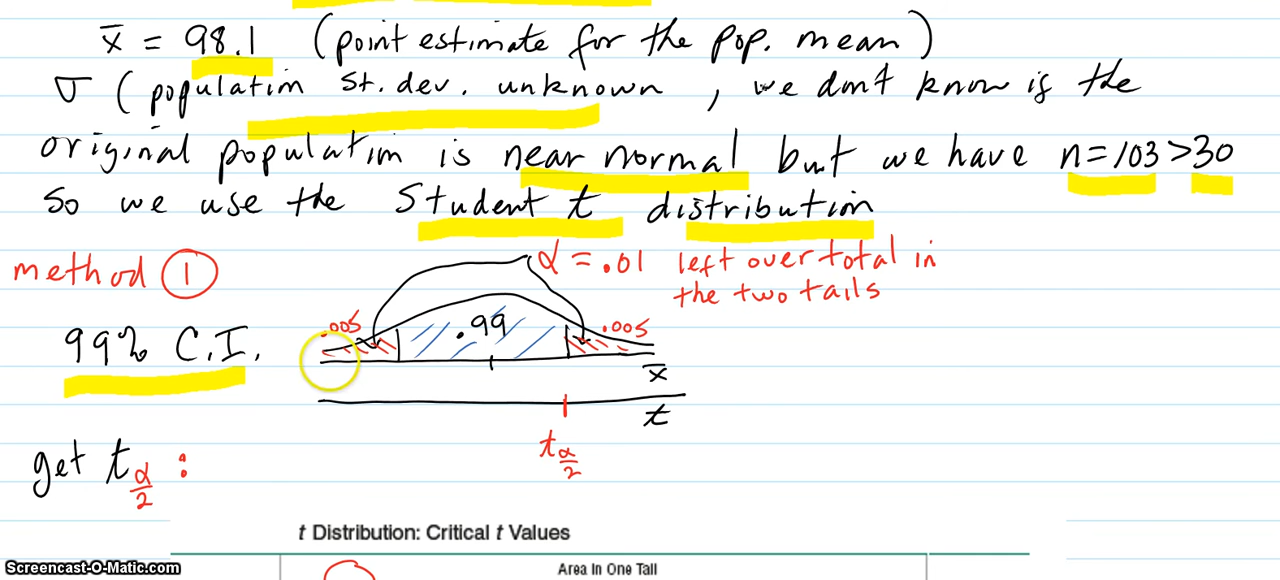 x̄ = 98.1 (point estimate for the pop. mean)
σ (population st. dev. unknown, we don't know is the
original population is near normal but we have n=103>30
So we use the Student t distribution
method 1
α = .01 left over total in
the two tails
.005 .99 .005
99% C.I.
x̄
t
t α/2
get t α/2 :
t Distribution: Critical t Values
Area In One Tail
Screencast-O-Matic.com